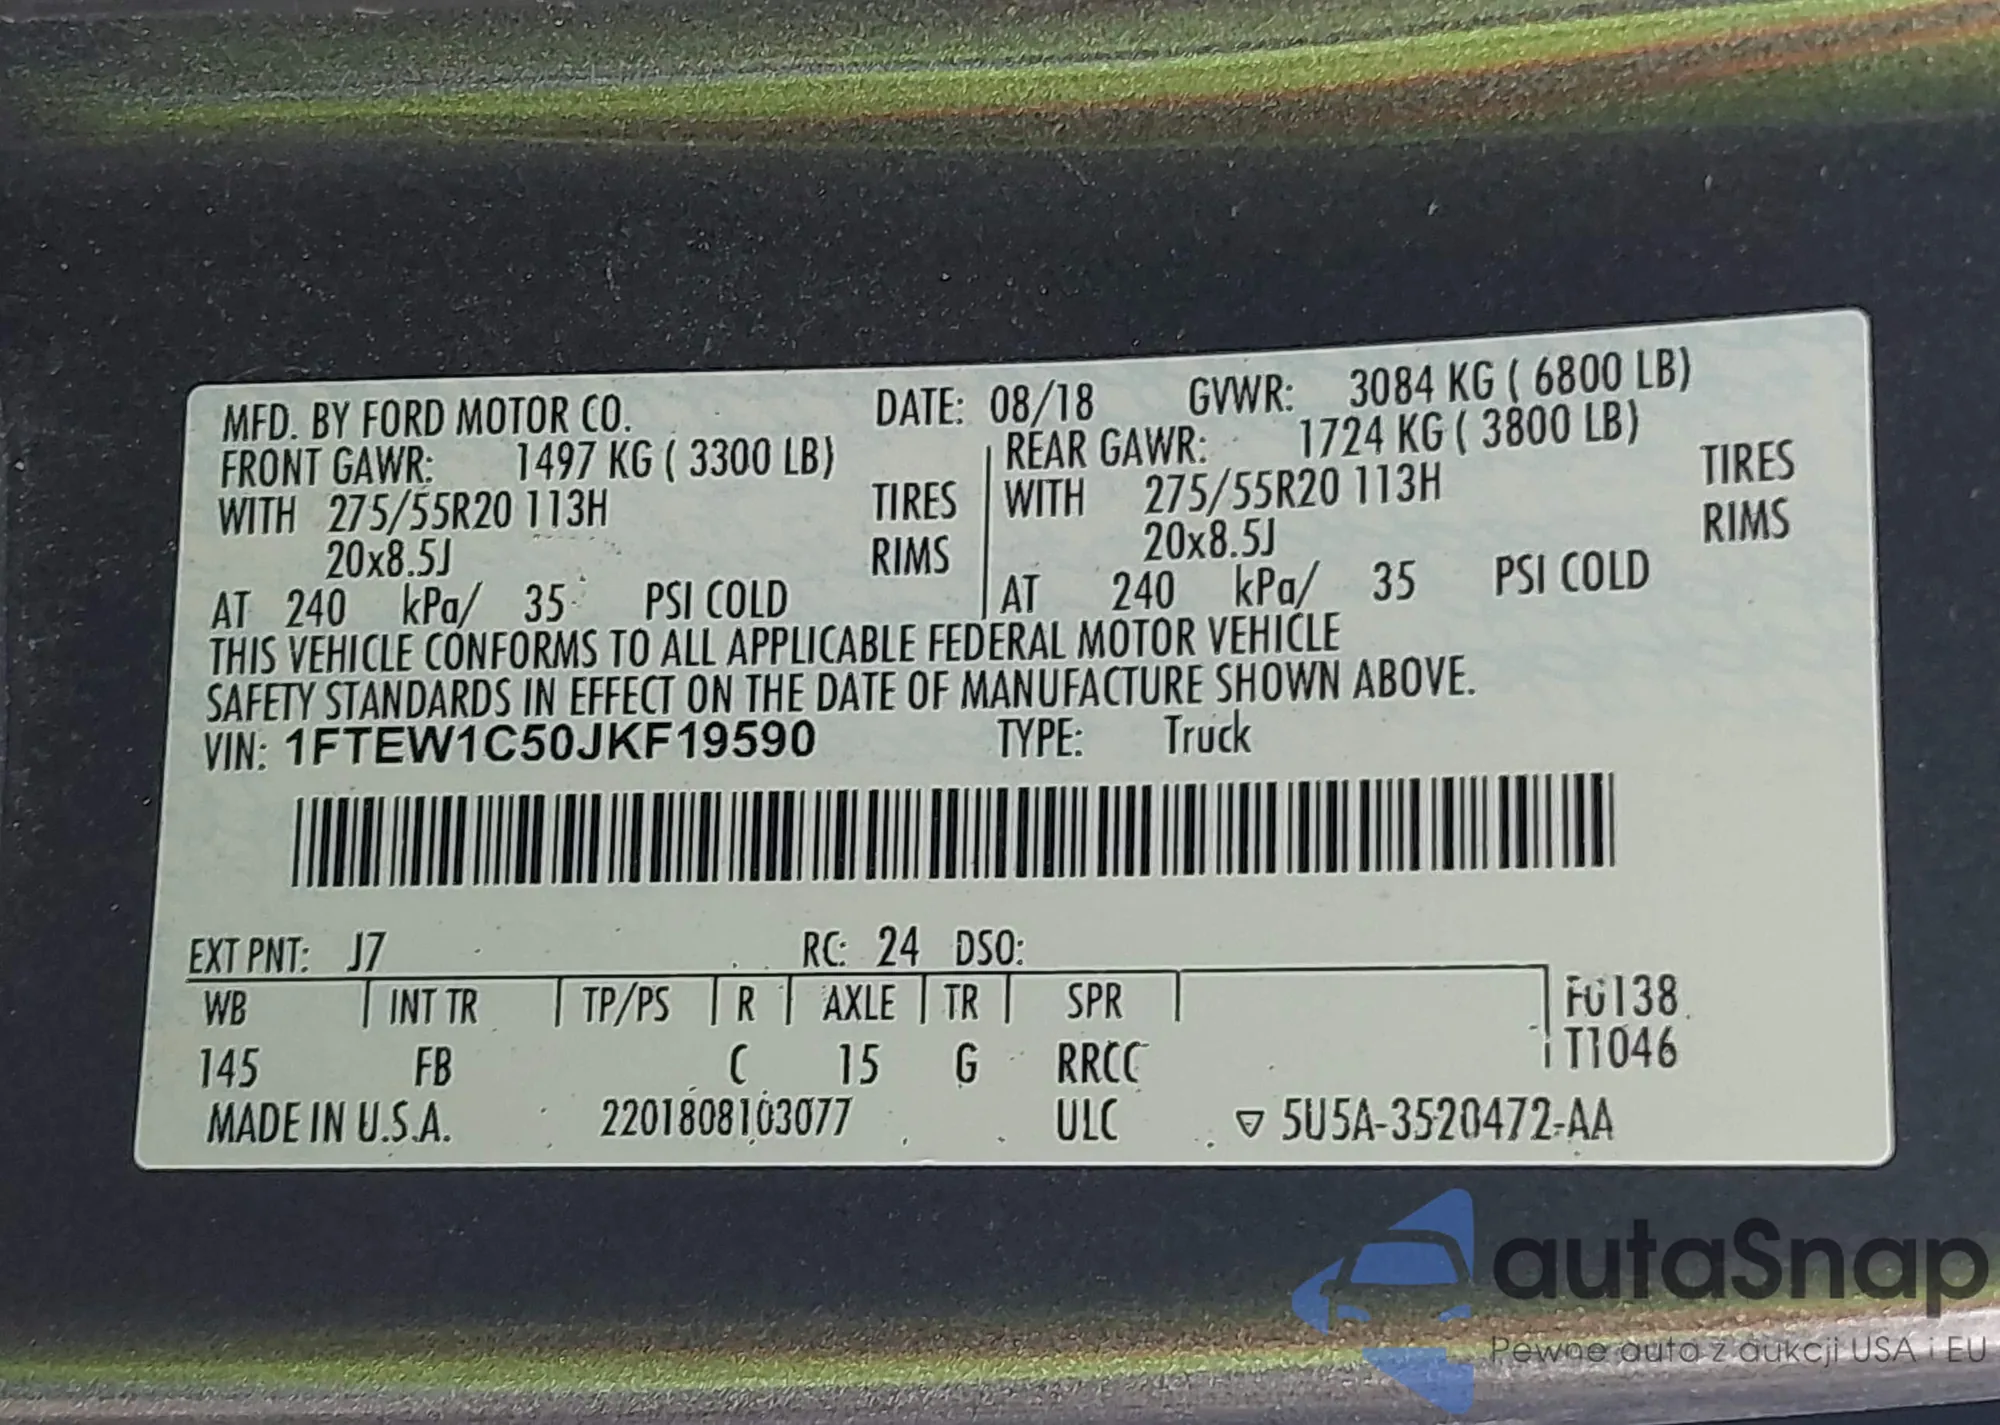 MFD. BY FORD MOTOR CO. DATE: 08/18 GVWR: 3084 KG ( 6800 LB)
FRONT GAWR: 1497 KG ( 3300 LB) REAR GAWR: 1724 KG ( 3800 LB)
WITH 275/55R20 113H TIRES WITH 275/55R20 113H TIRES
20x8.5J RIMS 20x8.5J RIMS
AT 240 kPa/ 35 PSI COLD AT 240 kPa/ 35 PSI COLD
THIS VEHICLE CONFORMS TO ALL APPLICABLE FEDERAL MOTOR VEHICLE
SAFETY STANDARDS IN EFFECT ON THE DATE OF MANUFACTURE SHOWN ABOVE.
VIN: 1FTEW1C50JKF19590 TYPE: Truck
EXT PNT: J7 RC: 24 DSO:
WB INT TR TP/PS R AXLE TR SPR F0138
145 FB C 15 G RRCC T1046
MADE IN U.S.A. 2201808103077 ULC ▽ 5U5A-3520472-AA
autaSnap
Pewne auta z aukcji USA i EU